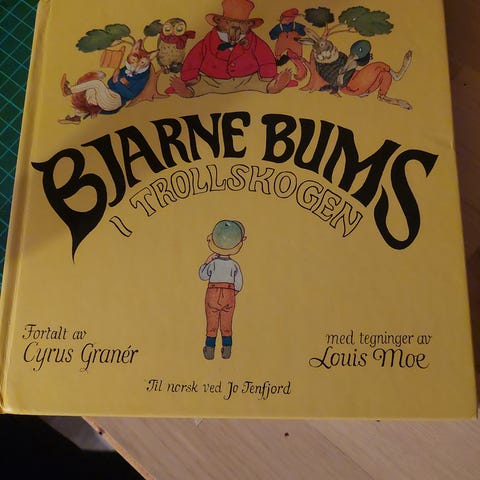 BJARNE BUMS
I TROLLSKOGEN
Fortalt av
Cyrus Granér
med tegninger av
Louis Moe
Til norsk ved Jo Tenfjord